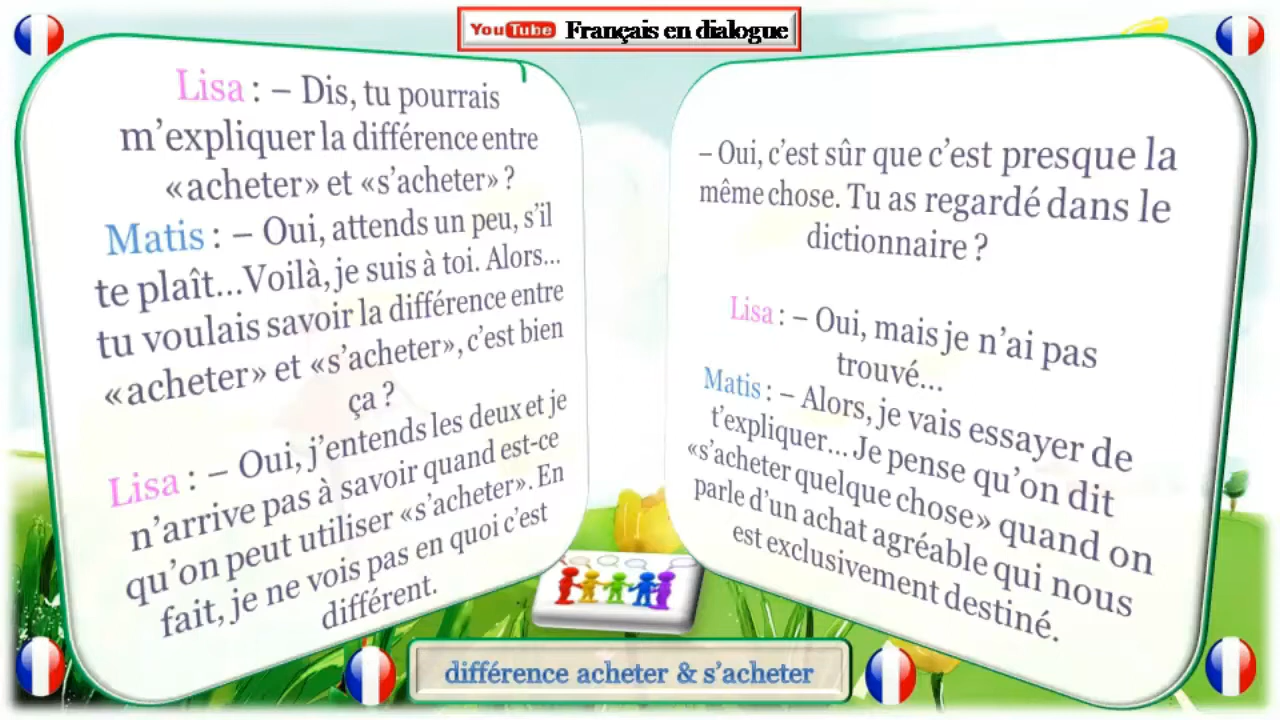 YouTube Français en dialogue
Lisa : – Dis, tu pourrais
m’expliquer la différence entre
«acheter» et «s’acheter» ?
Matis : – Oui, attends un peu, s’il
te plaît...Voilà, je suis à toi. Alors...
tu voulais savoir la différence entre
«acheter» et «s’acheter», c’est bien
ça ?
Lisa : – Oui, j’entends les deux et je
n’arrive pas à savoir quand est-ce
qu’on peut utiliser «s’acheter». En
fait, je ne vois pas en quoi c’est
différent.
– Oui, c’est sûr que c’est presque la
même chose. Tu as regardé dans le
dictionnaire ?
Lisa : – Oui, mais je n’ai pas
trouvé...
Matis : – Alors, je vais essayer de
t’expliquer... Je pense qu’on dit
«s’acheter quelque chose» quand on
parle d’un achat agréable qui nous
est exclusivement destiné.
différence acheter & s’acheter